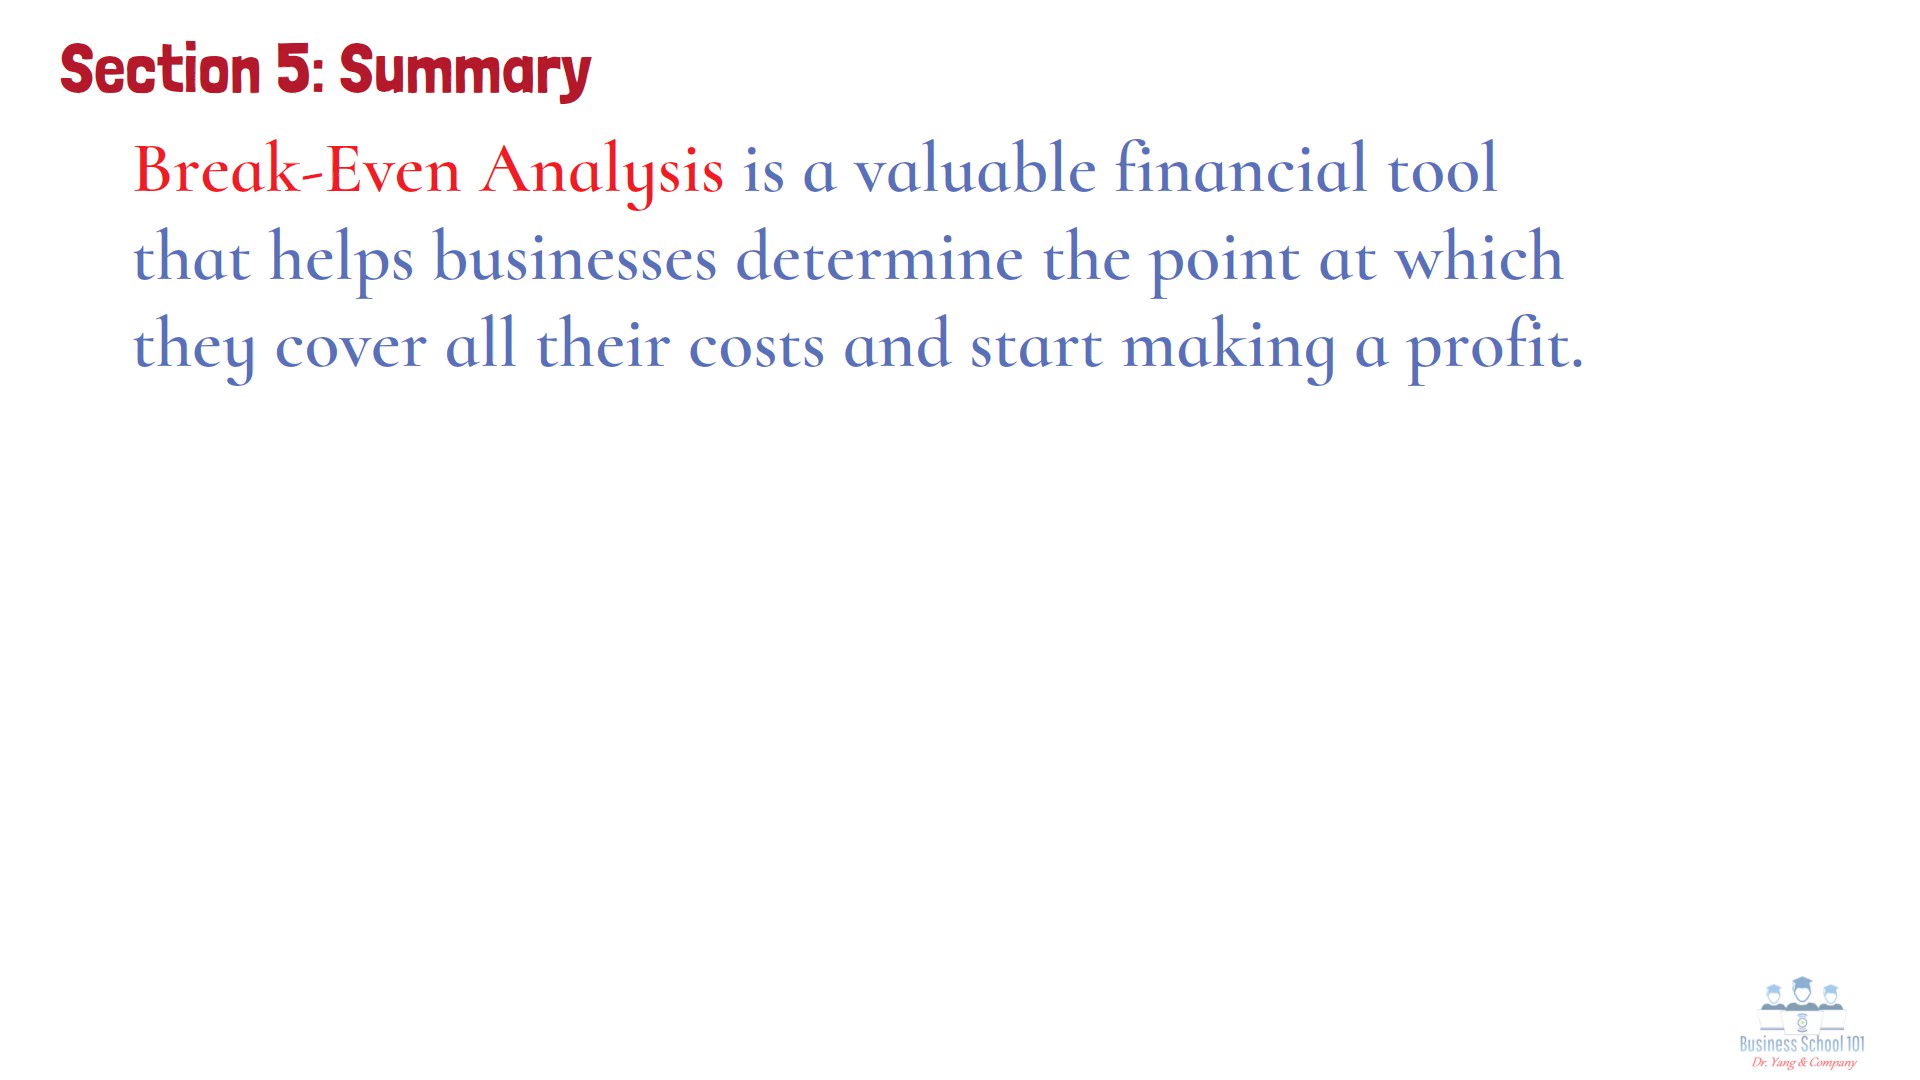 Section 5: Summary
Break-Even Analysis is a valuable financial tool
that helps businesses determine the point at which
they cover all their costs and start making a profit.
Business School 101
Dr. Yang & Company